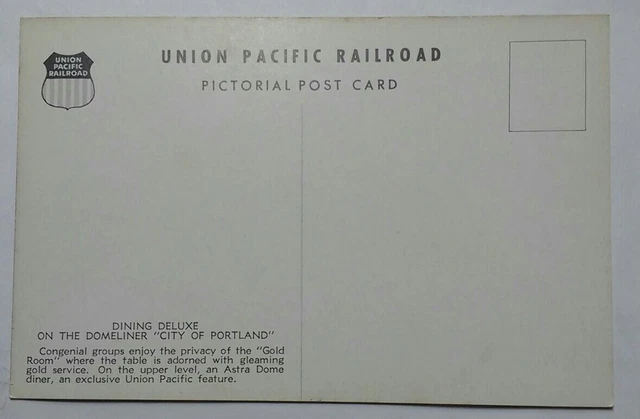 UNION PACIFIC RAILROAD
PICTORIAL POST CARD
UNION
PACIFIC
RAILROAD
DINING DELUXE
ON THE DOMELINER "CITY OF PORTLAND"
Congenial groups enjoy the privacy of the "Gold
Room" where the table is adorned with gleaming
gold service. On the upper level, an Astra Dome
diner, an exclusive Union Pacific feature.